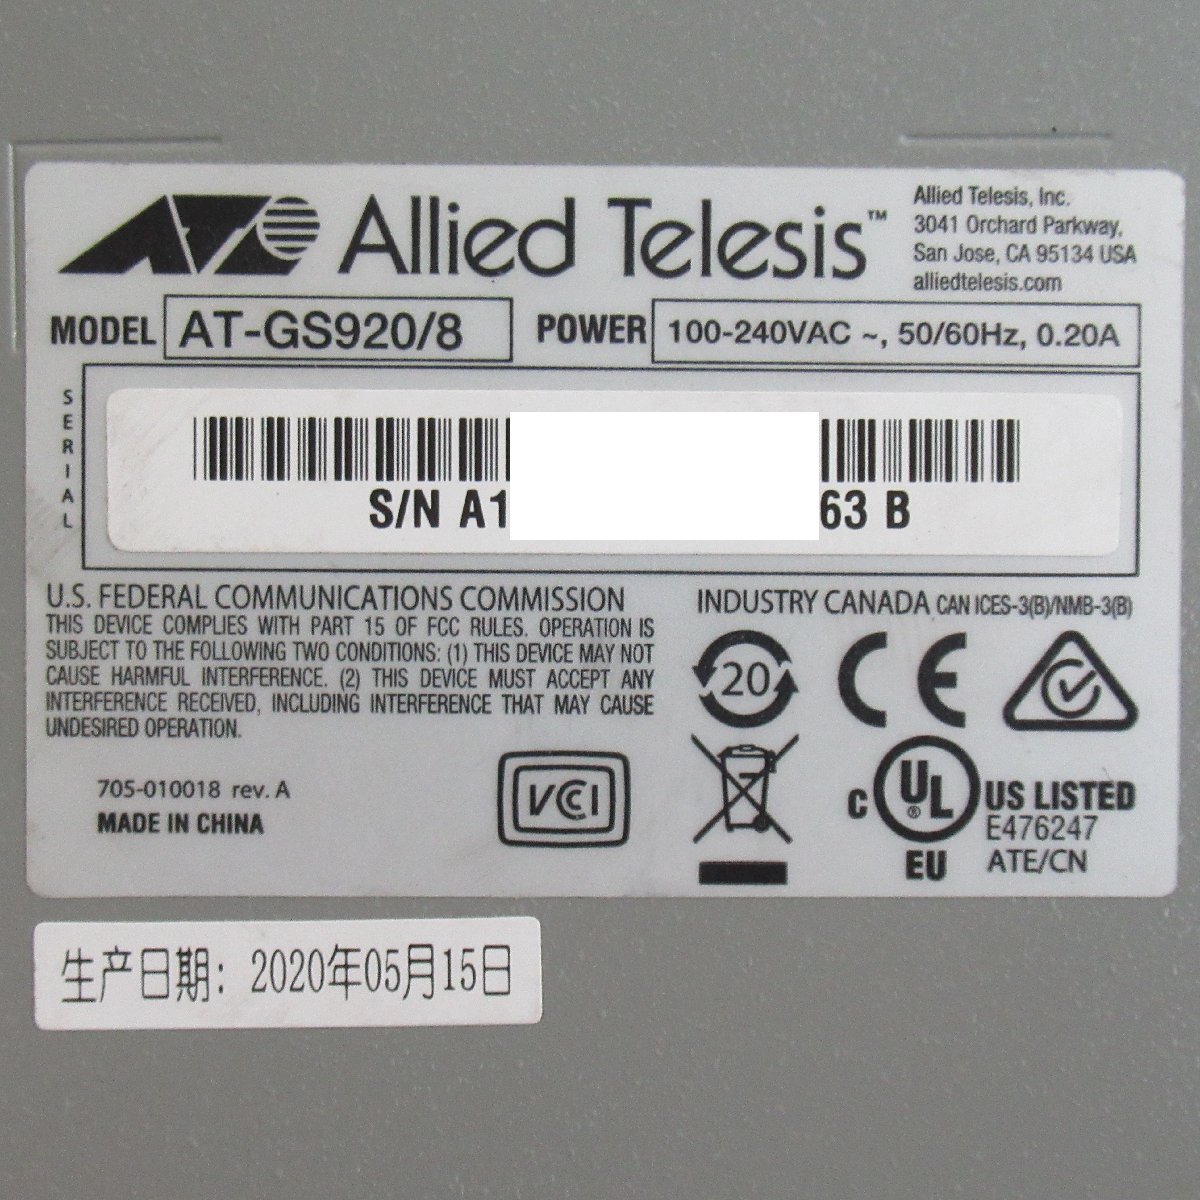 Allied Telesis™
Allied Telesis, Inc.
3041 Orchard Parkway,
San Jose, CA 95134 USA
alliedtelesis.com
MODEL AT-GS920/8 POWER 100-240VAC ~, 50/60Hz, 0.20A
SERIAL
S/N A1 63 B
U.S. FEDERAL COMMUNICATIONS COMMISSION
THIS DEVICE COMPLIES WITH PART 15 OF FCC RULES. OPERATION IS
SUBJECT TO THE FOLLOWING TWO CONDITIONS: (1) THIS DEVICE MAY NOT
CAUSE HARMFUL INTERFERENCE. (2) THIS DEVICE MUST ACCEPT ANY
INTERFERENCE RECEIVED, INCLUDING INTERFERENCE THAT MAY CAUSE
UNDESIRED OPERATION.
INDUSTRY CANADA CAN ICES-3(B)/NMB-3(B)
20 CE
705-010018 rev. A
MADE IN CHINA
VCCI
C UL ® US LISTED
E476247
EU ATE/CN
生产日期: 2020年05月15日